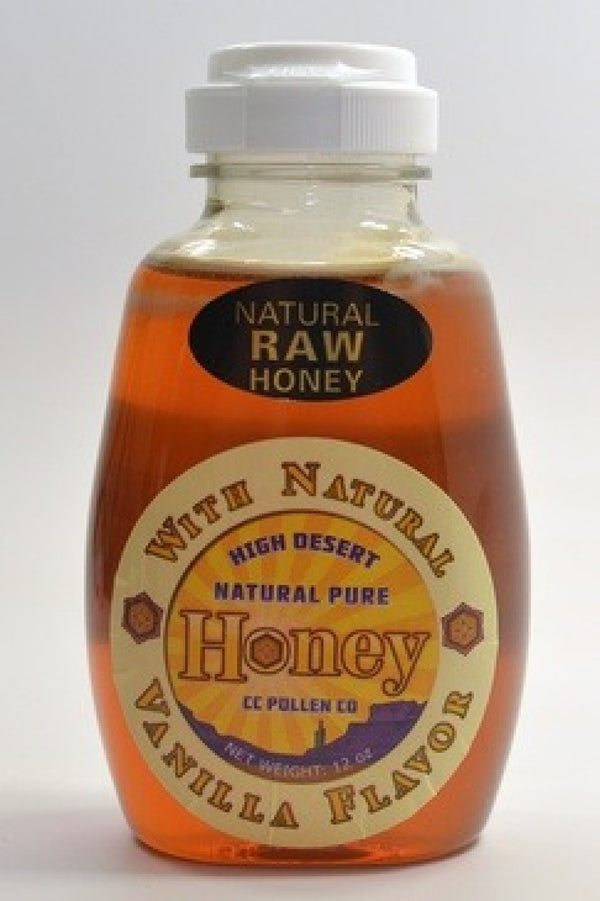 NATURAL
RAW
HONEY
WITH NATURAL
HIGH DESERT
NATURAL PURE
Honey
CC POLLEN CO
NET WEIGHT: 12 oz
VANILLA FLAVOR